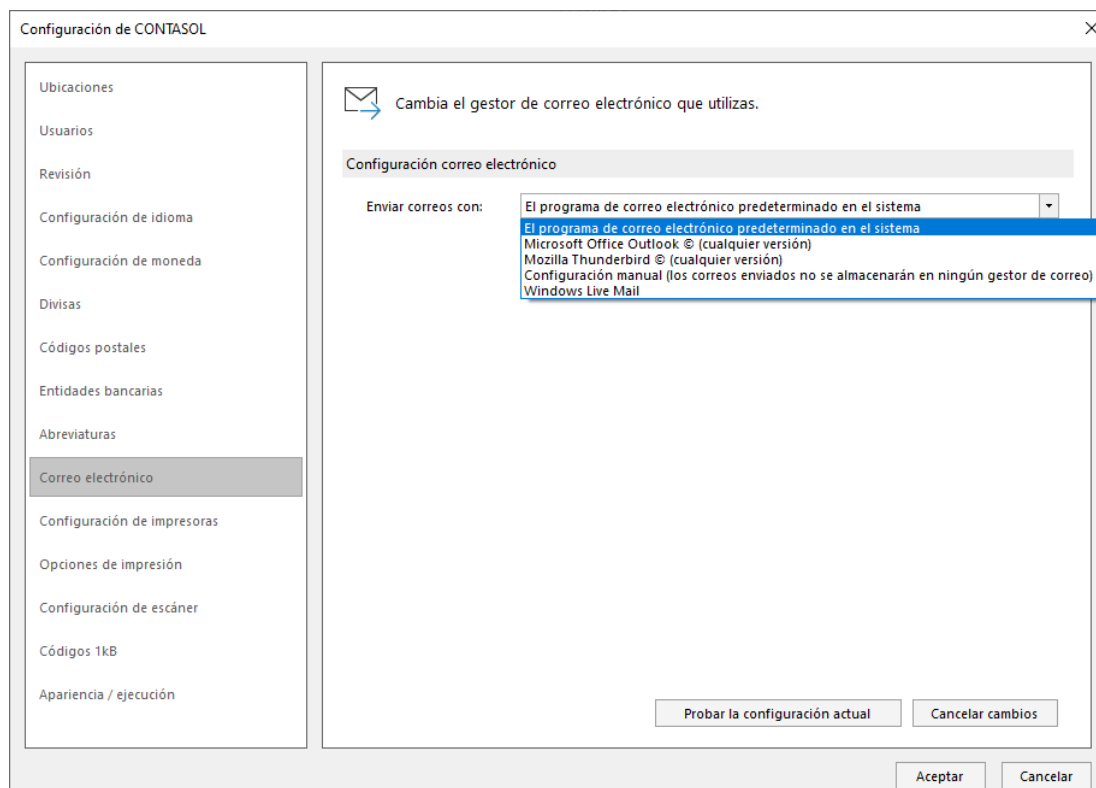 Configuración de CONTASOL
Ubicaciones
Usuarios
Revisión
Configuración de idioma
Configuración de moneda
Divisas
Códigos postales
Entidades bancarias
Abreviaturas
Correo electrónico
Configuración de impresoras
Opciones de impresión
Configuración de escáner
Códigos 1kB
Apariencia / ejecución
Cambia el gestor de correo electrónico que utilizas.
Configuración correo electrónico
Enviar correos con: El programa de correo electrónico predeterminado en el sistema
El programa de correo electrónico predeterminado en el sistema
Microsoft Office Outlook © (cualquier versión)
Mozilla Thunderbird © (cualquier versión)
Configuración manual (los correos enviados no se almacenarán en ningún gestor de correo)
Windows Live Mail
Probar la configuración actual Cancelar cambios
Aceptar Cancelar